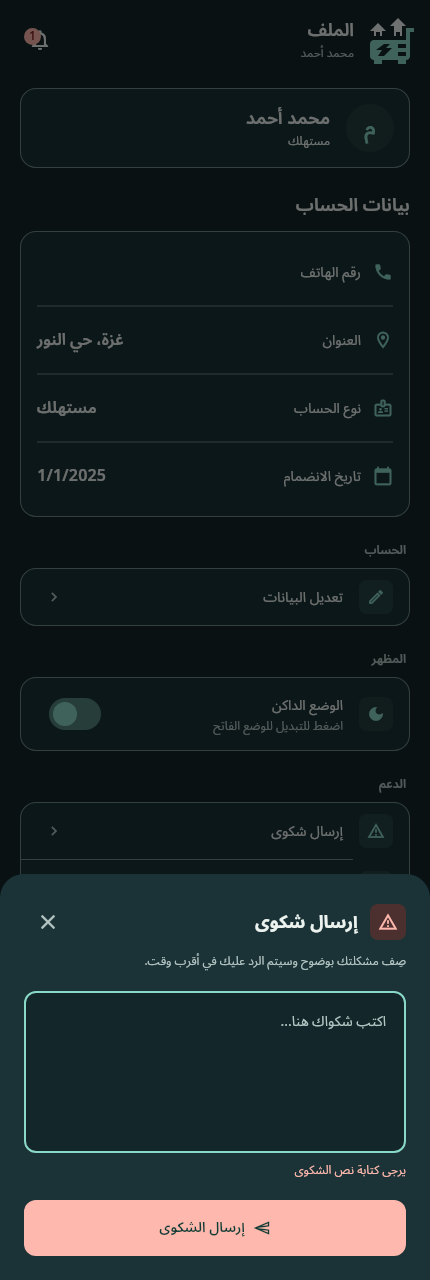 الملف
محمد أحمد
1
م
محمد أحمد
مستهلك
بيانات الحساب
رقم الهاتف
العنوان
غزة، حي النور
نوع الحساب
مستهلك
تاريخ الانضمام
1/1/2025
الحساب
تعديل البيانات
المظهر
الوضع الداكن
اضغط للتبديل للوضع الفاتح
الدعم
إرسال شكوى
إرسال شكوى
صِف مشكلتك بوضوح وسيتم الرد عليك في أقرب وقت.
اكتب شكواك هنا...
يرجى كتابة نص الشكوى
إرسال الشكوى